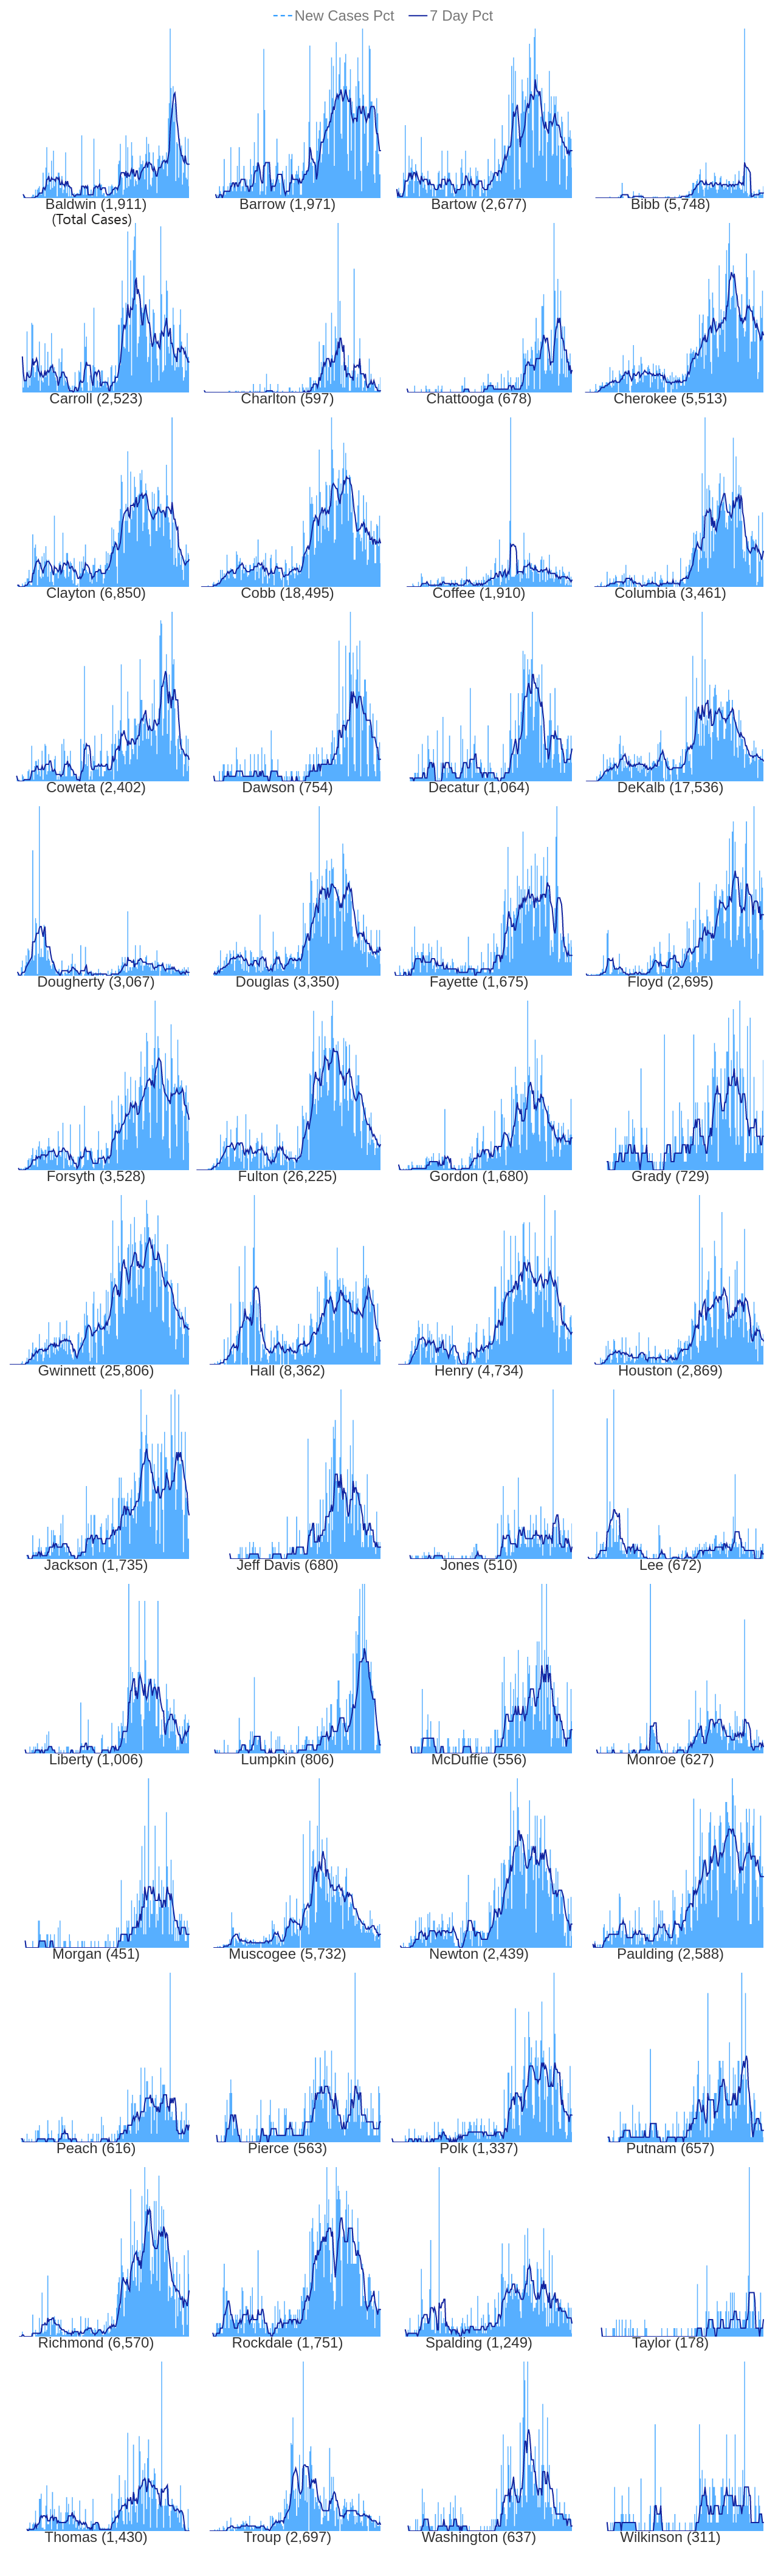 New Cases Pct 7 Day Pct
Baldwin (1,911) Barrow (1,971) Bartow (2,677) Bibb (5,748)
(Total Cases)
Carroll (2,523) Charlton (597) Chattooga (678) Cherokee (5,513)
Clayton (6,850) Cobb (18,495) Coffee (1,910) Columbia (3,461)
Coweta (2,402) Dawson (754) Decatur (1,064) DeKalb (17,536)
Dougherty (3,067) Douglas (3,350) Fayette (1,675) Floyd (2,695)
Forsyth (3,528) Fulton (26,225) Gordon (1,680) Grady (729)
Gwinnett (25,806) Hall (8,362) Henry (4,734) Houston (2,869)
Jackson (1,735) Jeff Davis (680) Jones (510) Lee (672)
Liberty (1,006) Lumpkin (806) McDuffie (556) Monroe (627)
Morgan (451) Muscogee (5,732) Newton (2,439) Paulding (2,588)
Peach (616) Pierce (563) Polk (1,337) Putnam (657)
Richmond (6,570) Rockdale (1,751) Spalding (1,249) Taylor (178)
Thomas (1,430) Troup (2,697) Washington (637) Wilkinson (311)